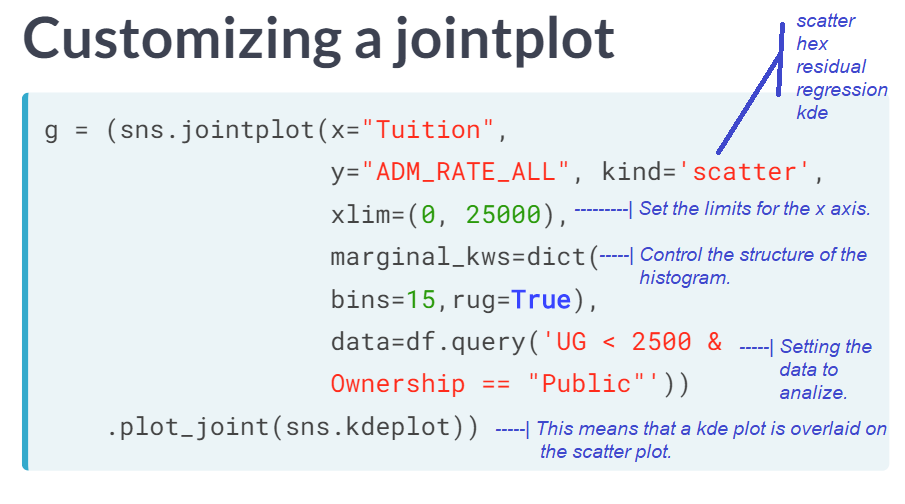 Customizing a jointplot
scatter
hex
residual
regression
kde
g = (sns.jointplot(x="Tuition",
y="ADM_RATE_ALL", kind='scatter',
xlim=(0, 25000), ---------| Set the limits for the x axis.
marginal_kws=dict( -----| Control the structure of the
histogram.
bins=15,rug=True),
data=df.query('UG < 2500 & -----| Setting the
data to
Ownership == "Public"'))
analize.
.plot_joint(sns.kdeplot)) -----| This means that a kde plot is overlaid on
the scatter plot.